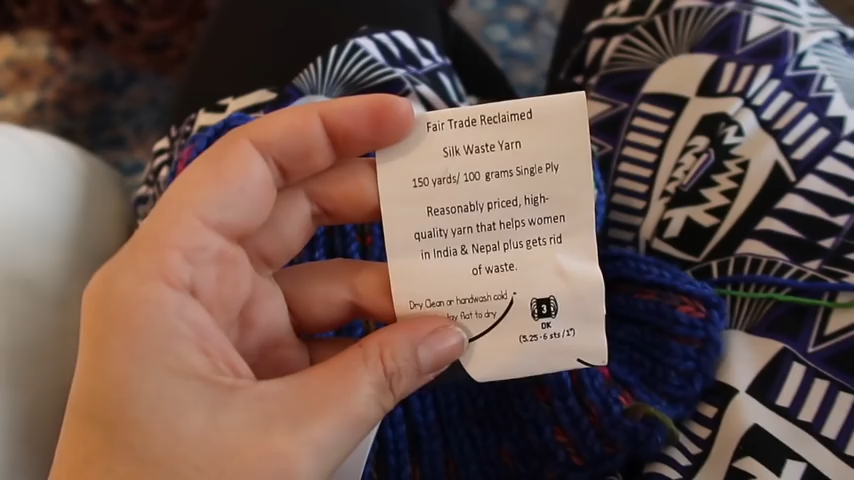 Fair Trade Reclaimed
Silk Waste Yarn
150 yards/ 100 grams Single Ply
Reasonably priced, high-
quality yarn that helps women
in India & Nepal plus gets rid
of waste.
Dry Clean or handwash cold -
lay flat to dry
3
DK
(5.25-6 sts/1")